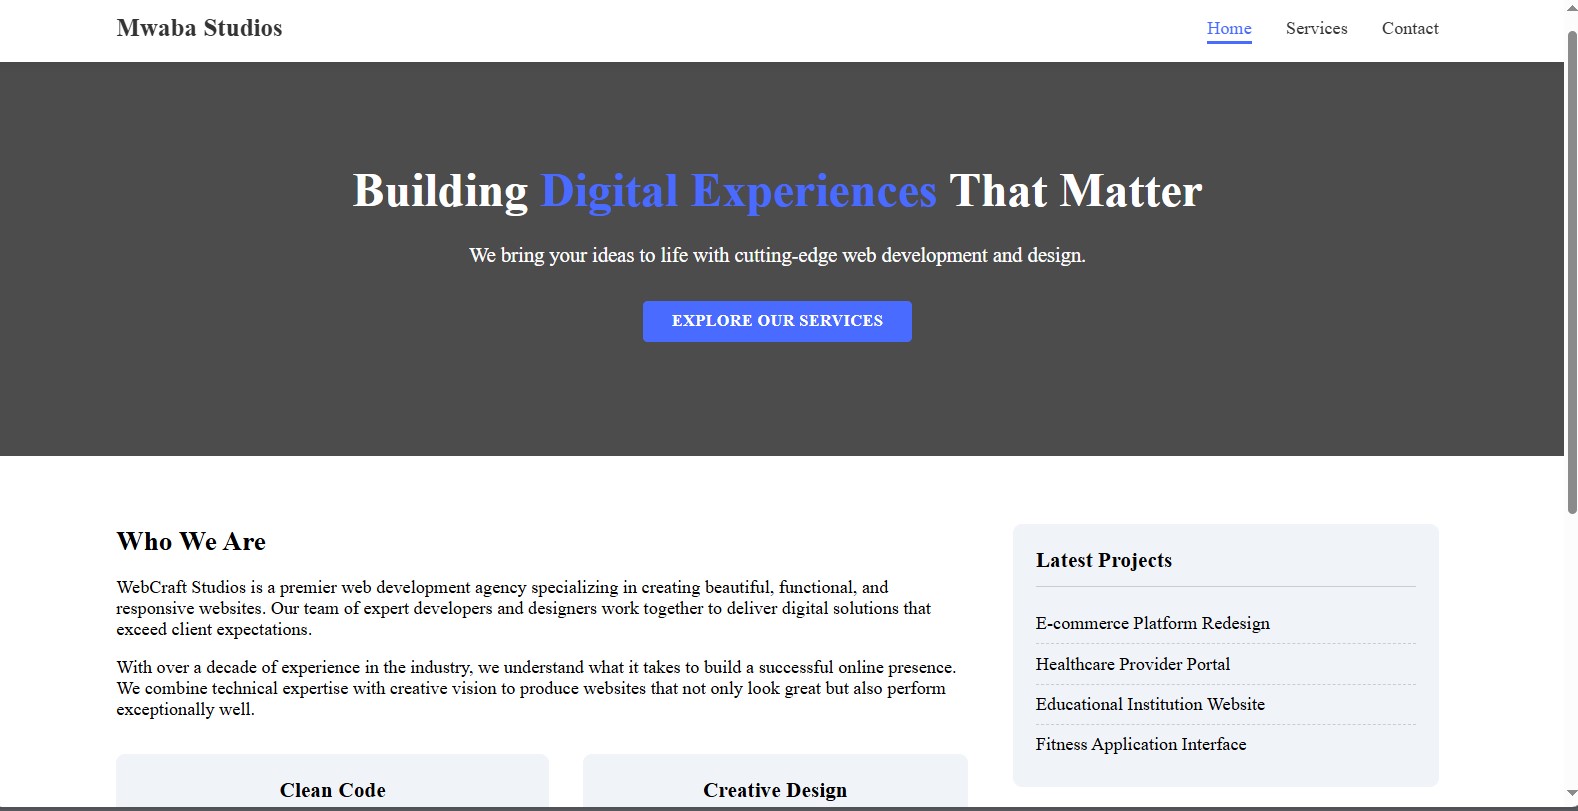 Mwaba Studios
Home Services Contact
Building Digital Experiences That Matter
We bring your ideas to life with cutting-edge web development and design.
EXPLORE OUR SERVICES
Who We Are
WebCraft Studios is a premier web development agency specializing in creating beautiful, functional, and
responsive websites. Our team of expert developers and designers work together to deliver digital solutions that
exceed client expectations.
With over a decade of experience in the industry, we understand what it takes to build a successful online presence.
We combine technical expertise with creative vision to produce websites that not only look great but also perform
exceptionally well.
Clean Code
Creative Design
Latest Projects
E-commerce Platform Redesign
Healthcare Provider Portal
Educational Institution Website
Fitness Application Interface